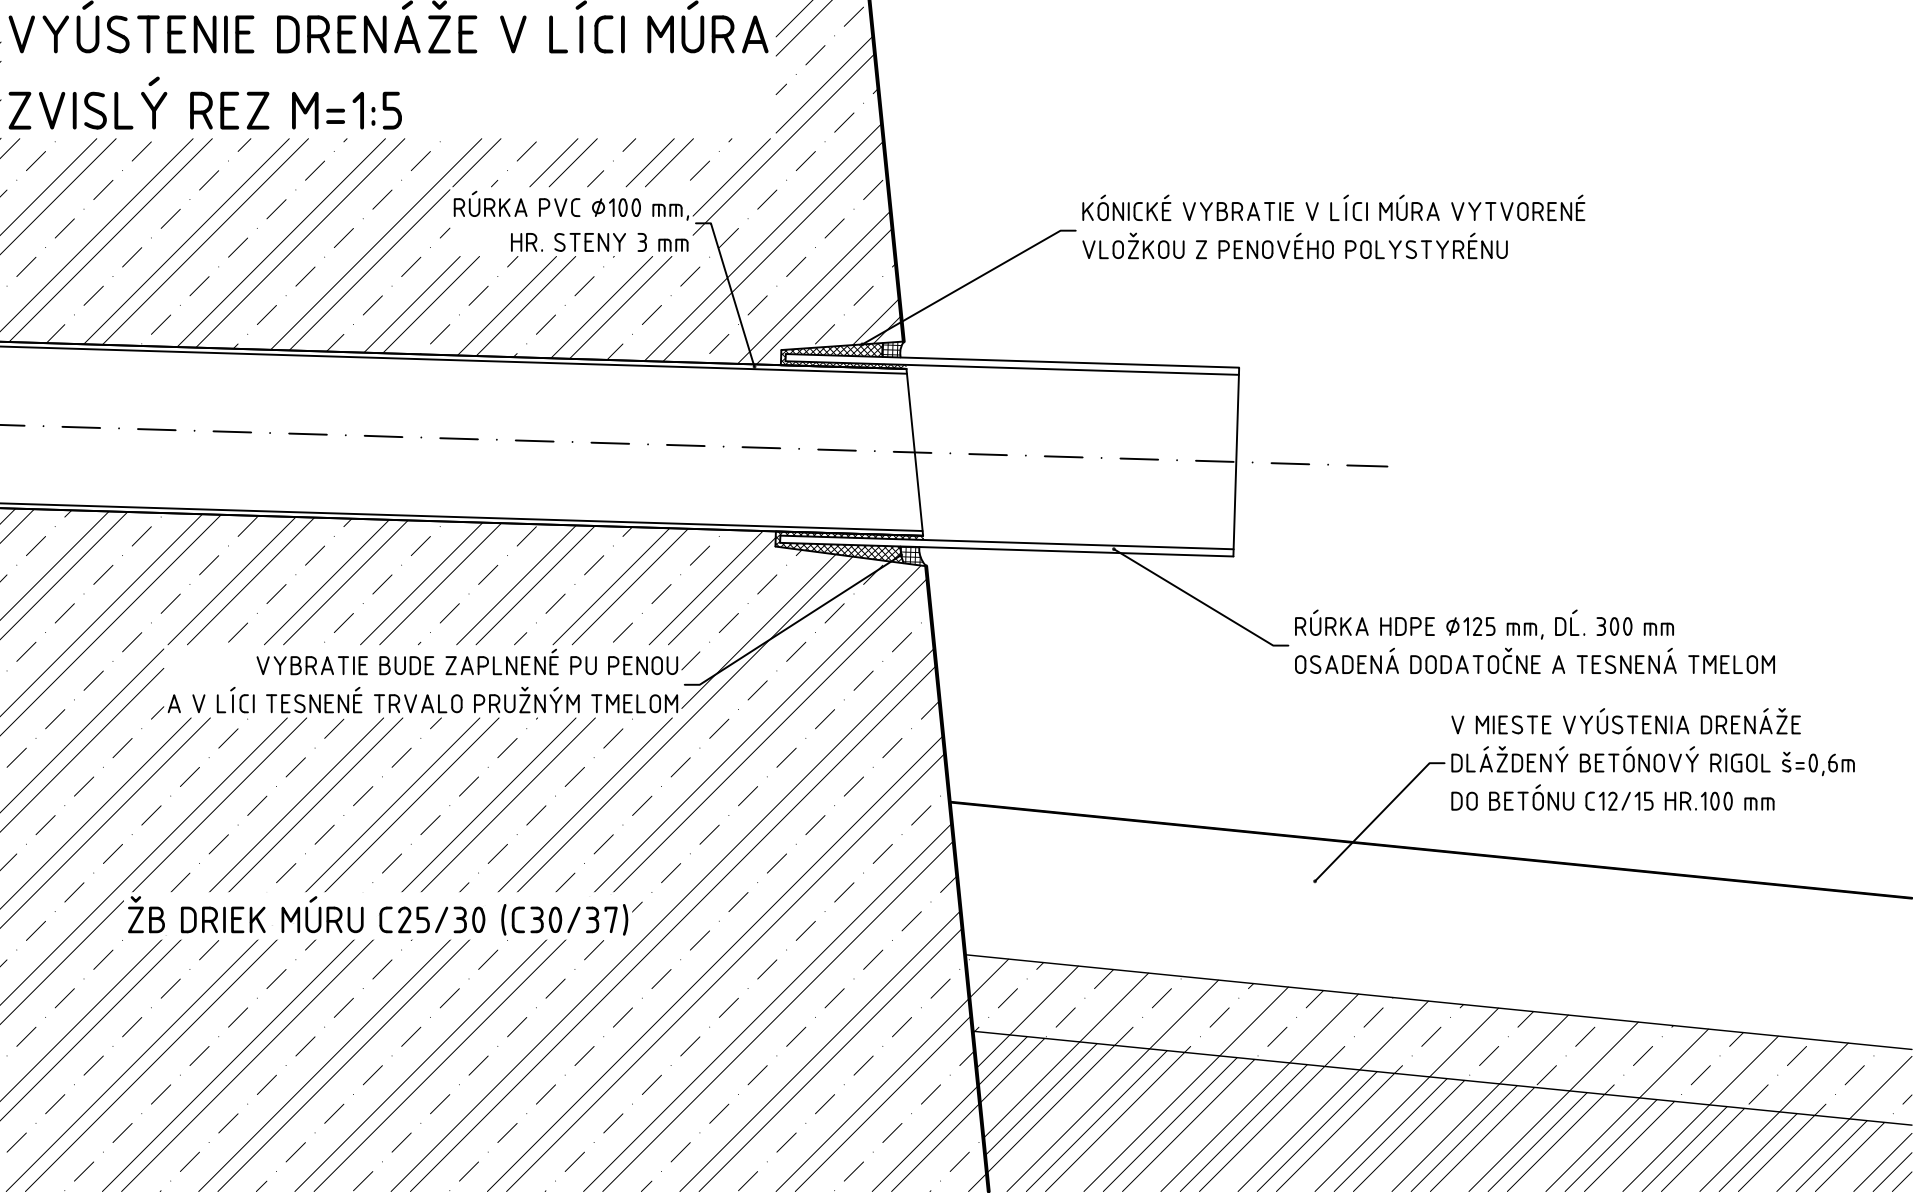 VYÚSTENIE DRENÁŽE V LÍCI MÚRA
ZVISLÝ REZ M=1:5
RÚRKA PVC Ø100 mm,
HR. STENY 3 mm
KÓNICKÉ VYBRATIE V LÍCI MÚRA VYTVORENÉ
VLOŽKOU Z PENOVÉHO POLYSTYRÉNU
RÚRKA HDPE Ø125 mm, DĹ. 300 mm
OSADENÁ DODATOČNE A TESNENÁ TMELOM
VYBRATIE BUDE ZAPLNENÉ PU PENOU
A V LÍCI TESNENÉ TRVALO PRUŽNÝM TMELOM
V MIESTE VYÚSTENIA DRENÁŽE
DLÁŽDENÝ BETÓNOVÝ RIGOL š=0,6m
DO BETÓNU C12/15 HR.100 mm
ŽB DRIEK MÚRU C25/30 (C30/37)